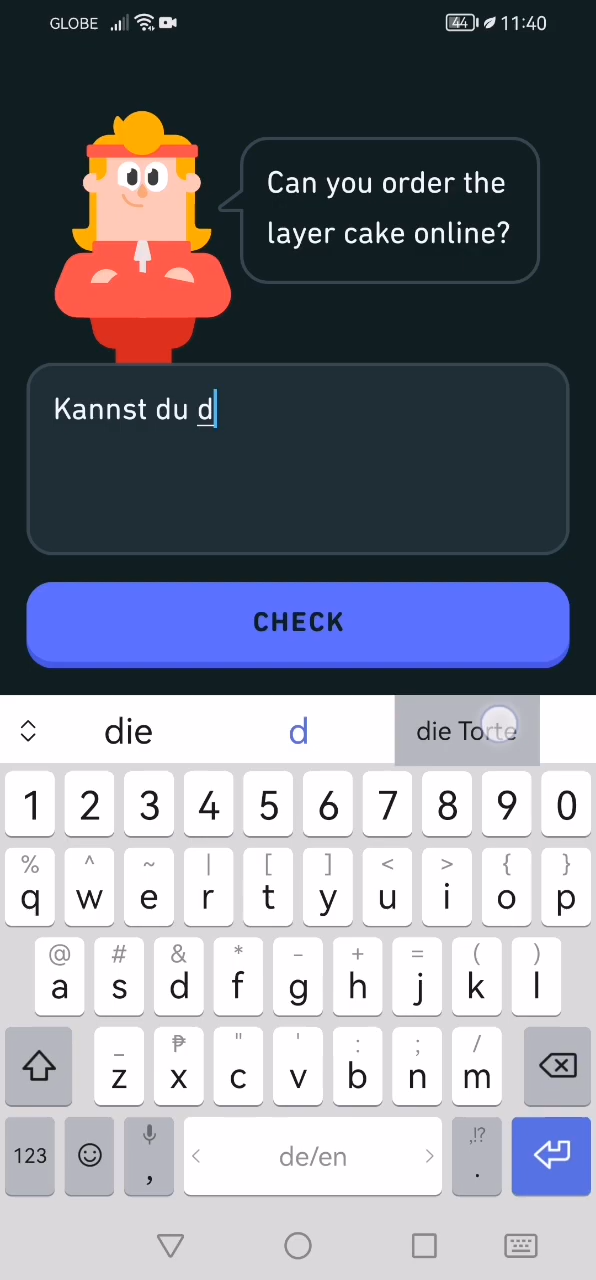 GLOBE 44 11:40
Can you order the
layer cake online?
Kannst du d
CHECK
die d die Torte
1 2 3 4 5 6 7 8 9 0
% ^ ~ | [ ] < > { }
q w e r t y u i o p
@ # & * - + = ( )
a s d f g h j k l
_ ₱ " ' : ; /
z x c v b n m
123 , < de/en > ,!? .